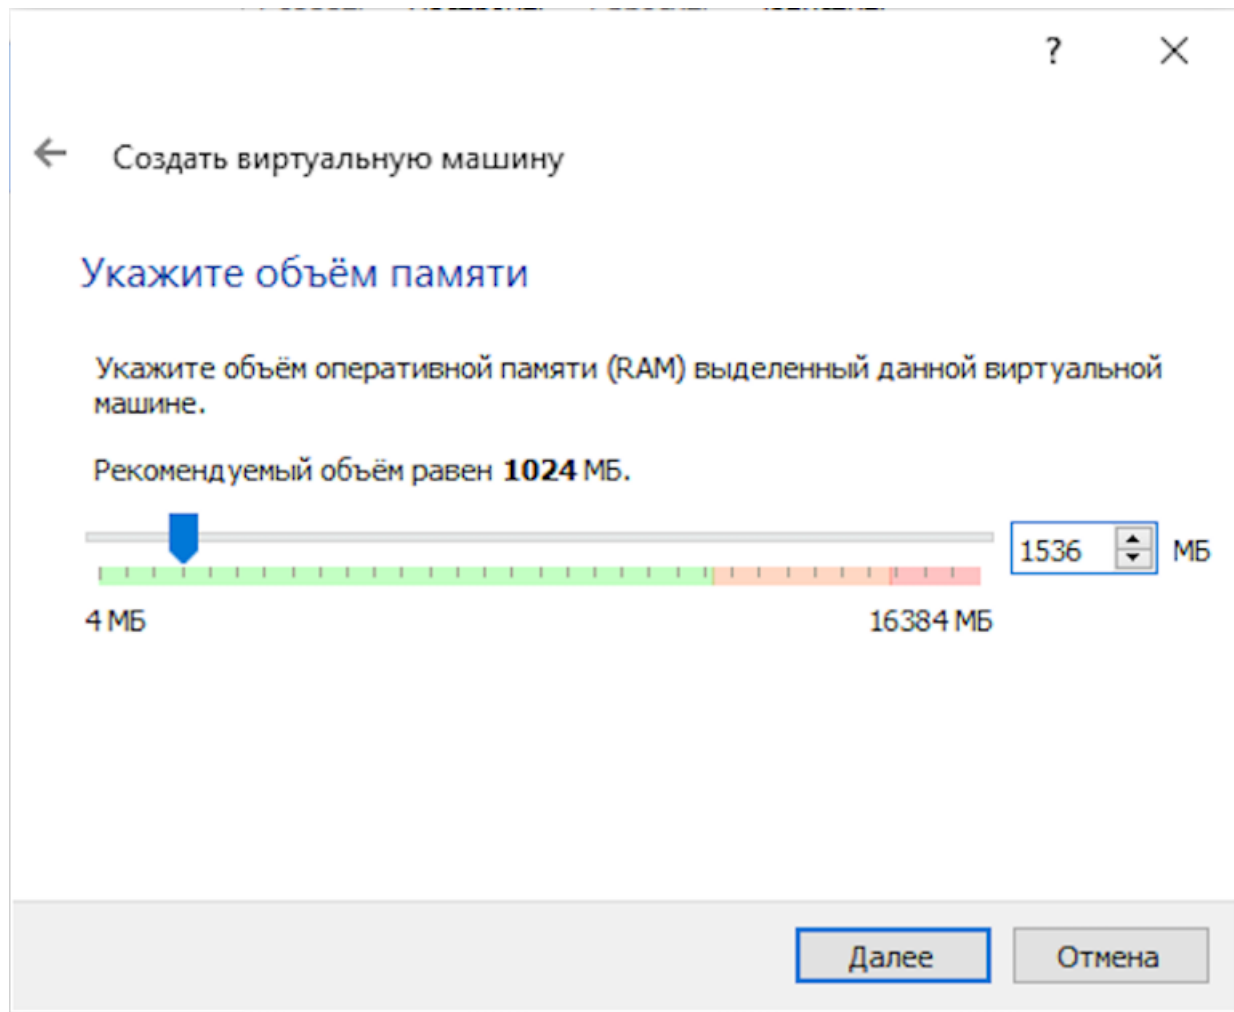 ?
Создать виртуальную машину
Укажите объём памяти
Укажите объём оперативной памяти (RAM) выделенный данной виртуальной
машине.
Рекомендуемый объём равен 1024 МБ.
1536 МБ
4 МБ 16384 МБ
Далее Отмена